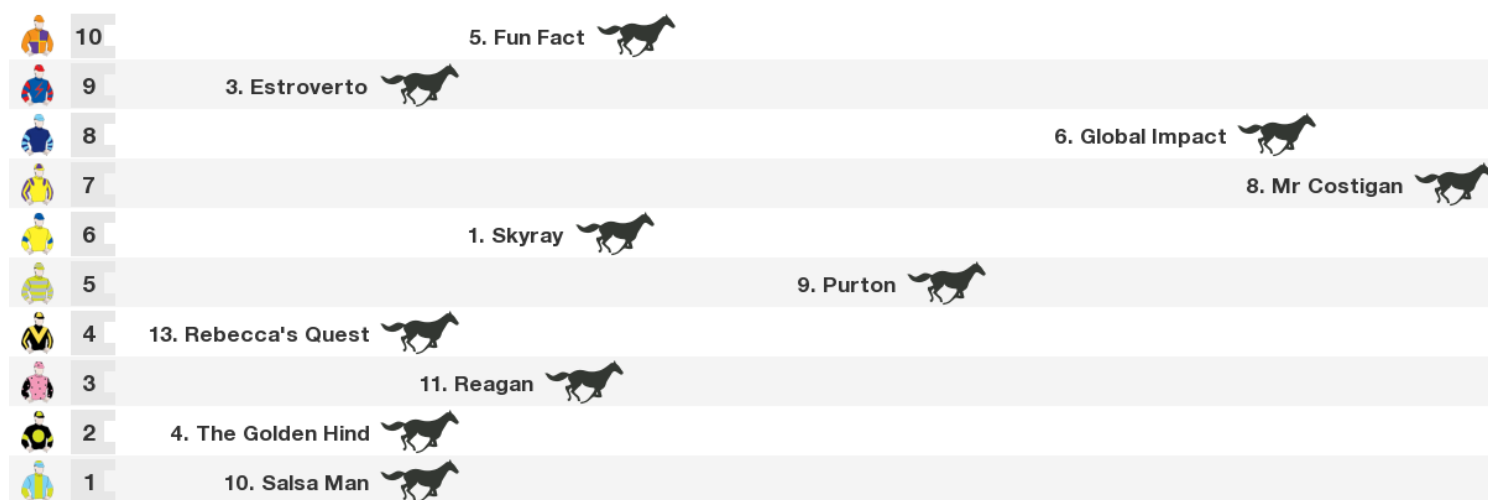 10 5. Fun Fact
9 3. Estroverto
8 6. Global Impact
7 8. Mr Costigan
6 1. Skyray
5 9. Purton
4 13. Rebecca's Quest
3 11. Reagan
2 4. The Golden Hind
1 10. Salsa Man